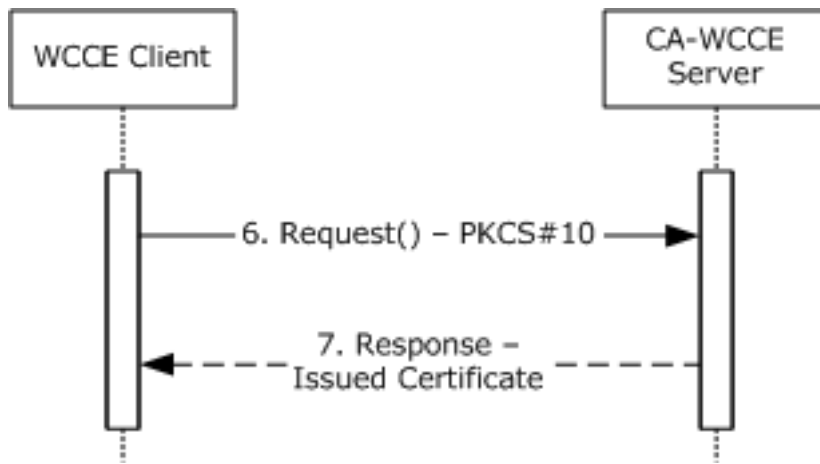 WCCE Client
CA-WCCE
Server
6. Request() – PKCS#10
7. Response –
Issued Certificate